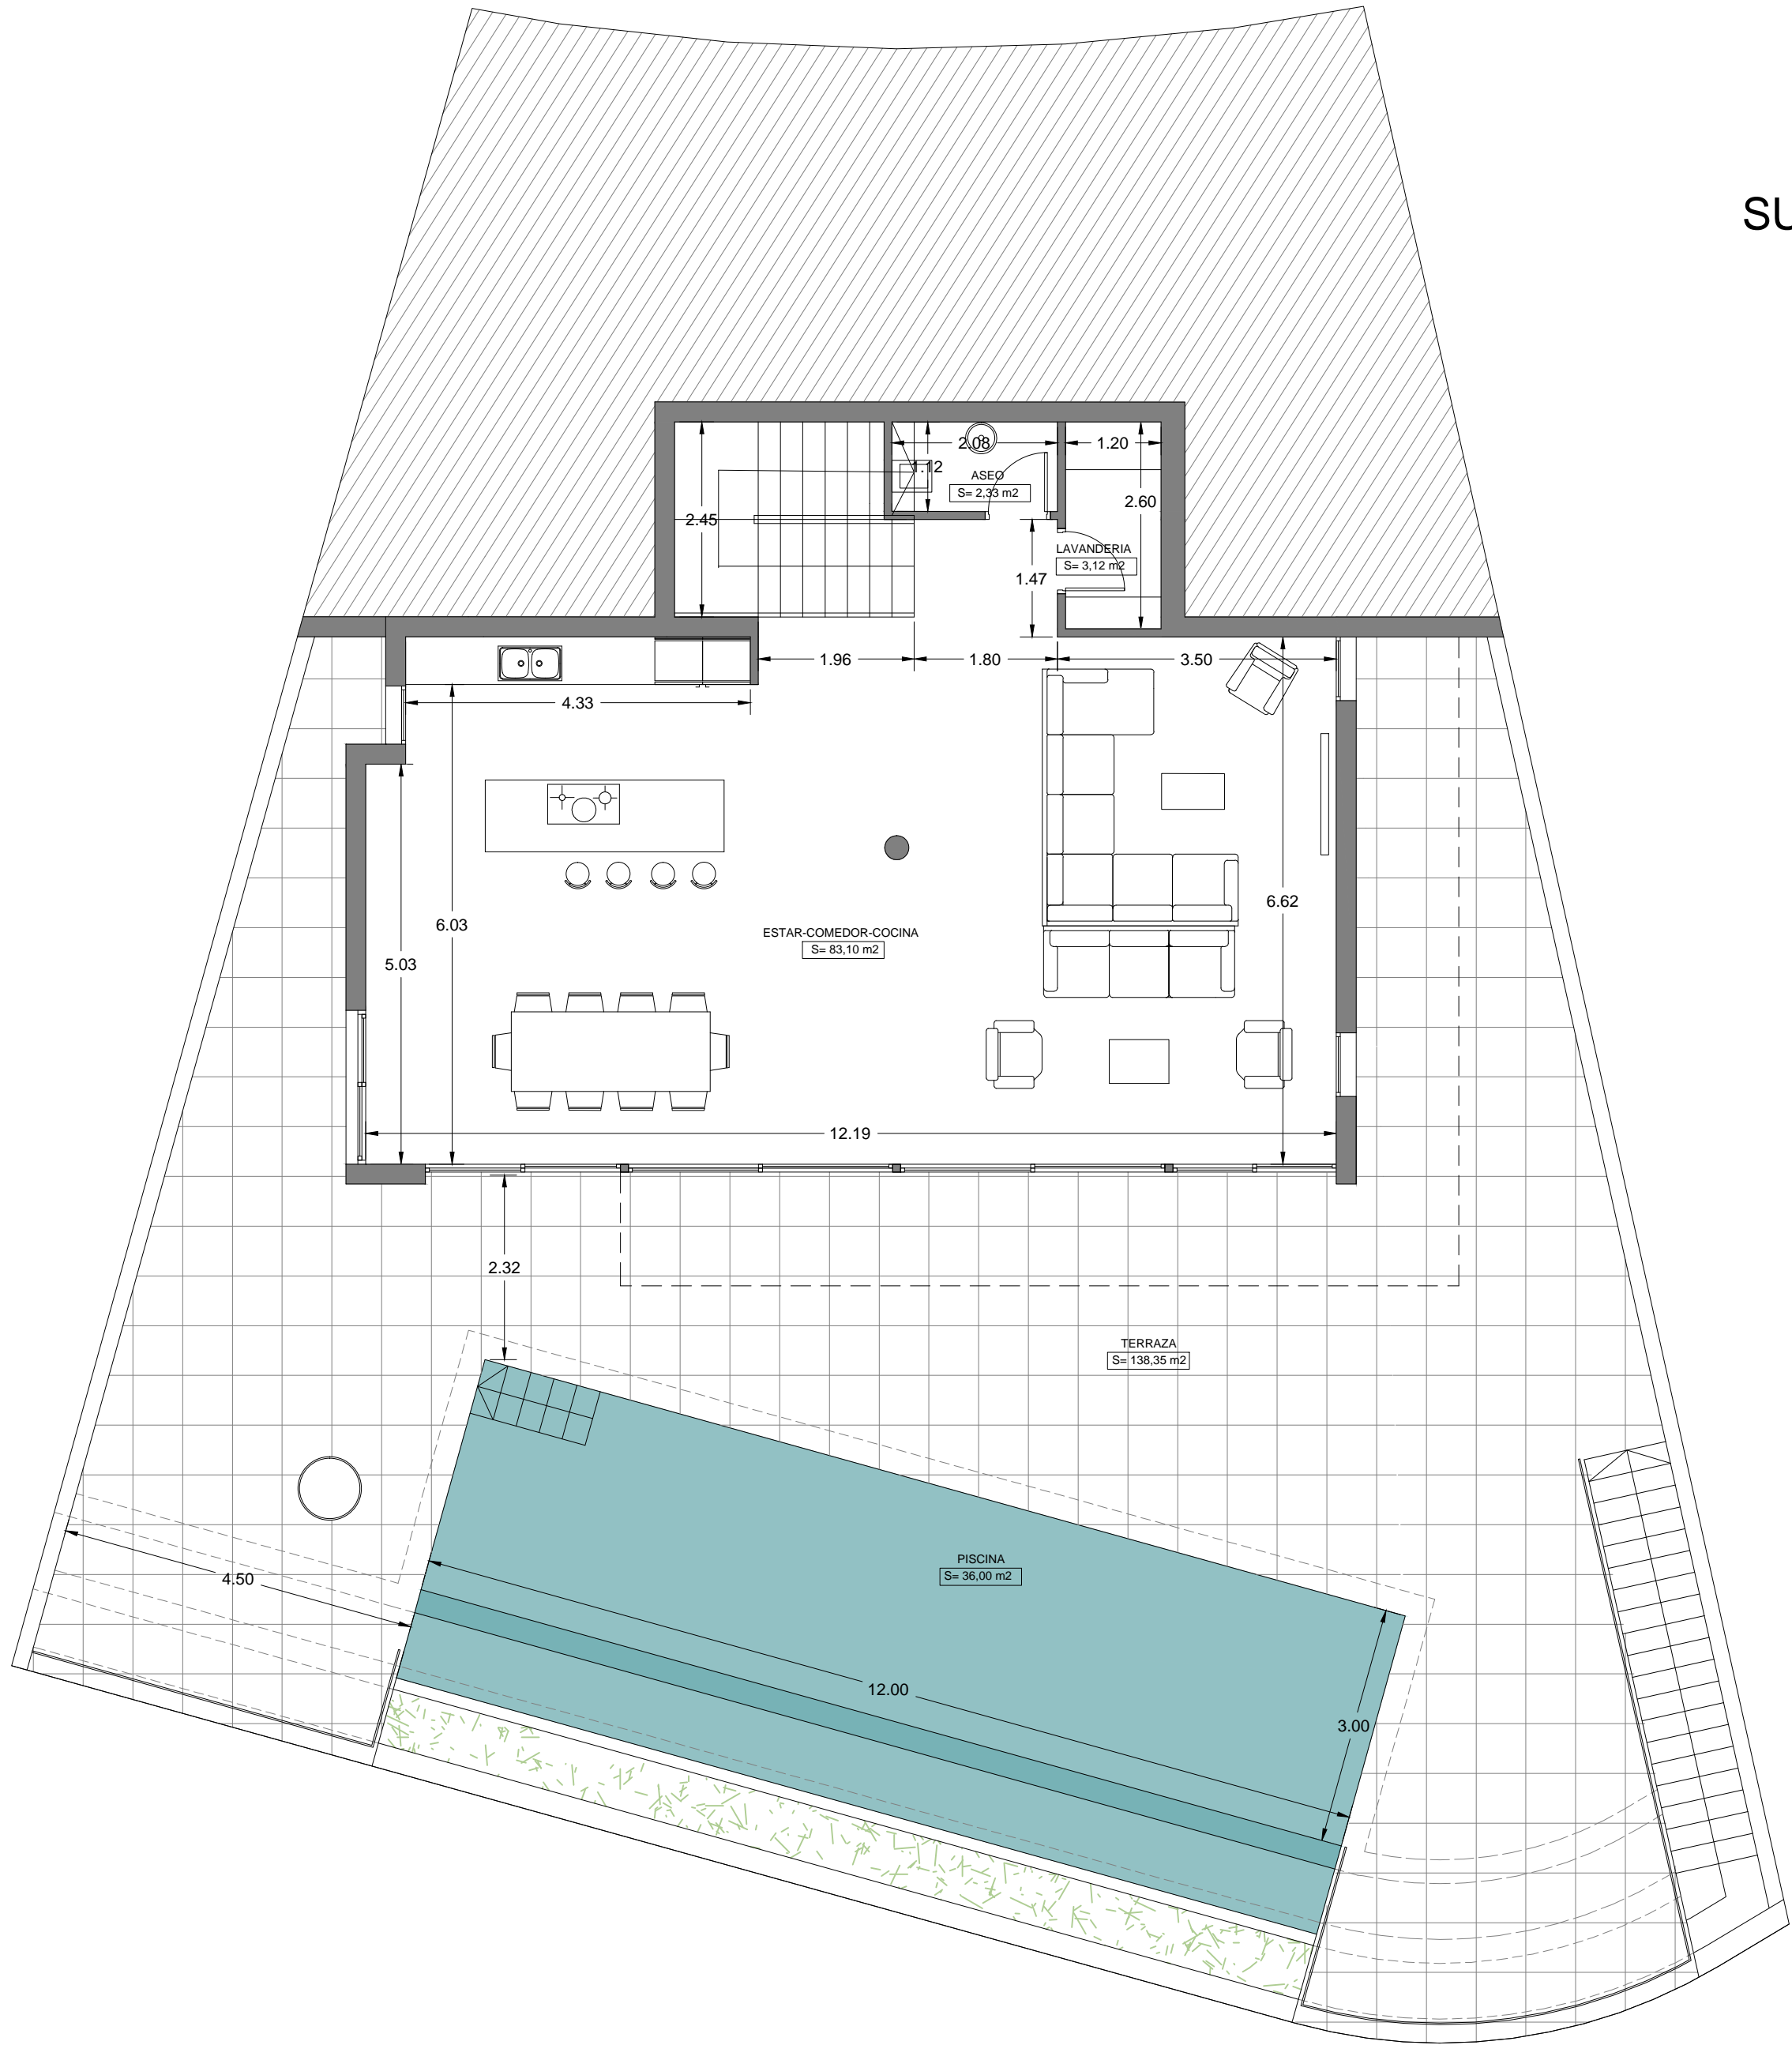 SU
2.08
1.20
1.12
ASEO
S= 2,33 m2
2.60
2.45
LAVANDERIA
S= 3,12 m2
1.47
1.96
1.80
3.50
4.33
6.62
6.03
ESTAR-COMEDOR-COCINA
S= 83,10 m2
5.03
12.19
2.32
TERRAZA
S= 138,35 m2
PISCINA
S= 36,00 m2
4.50
12.00
3.00